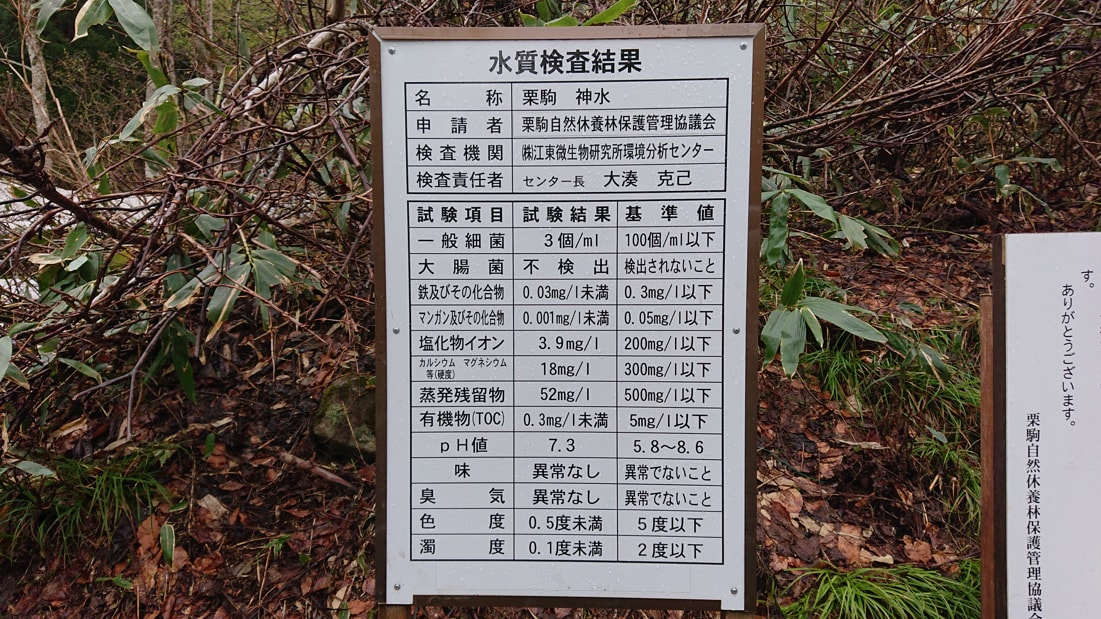 水質検査結果
名称 栗駒 神水
申請者 栗駒自然休養林保護管理協議会
検査機関 ㈱江東微生物研究所環境分析センター
検査責任者 センター長 大湊 克己
試験項目 試験結果 基準値
一般細菌 3個/ml 100個/ml以下
大腸菌 不検出 検出されないこと
鉄及びその化合物 0.03mg/l未満 0.3mg/l以下
マンガン及びその化合物 0.001mg/l未満 0.05mg/l以下
塩化物イオン 3.9mg/l 200mg/l以下
カルシウム マグネシウム等(硬度) 18mg/l 300mg/l以下
蒸発残留物 52mg/l 500mg/l以下
有機物(TOC) 0.3mg/l未満 5mg/l以下
pH値 7.3 5.8～8.6
味 異常なし 異常でないこと
臭気 異常なし 異常でないこと
色度 0.5度未満 5度以下
濁度 0.1度未満 2度以下
す。
ありがとうございます。
栗駒自然休養林保護管理協議会